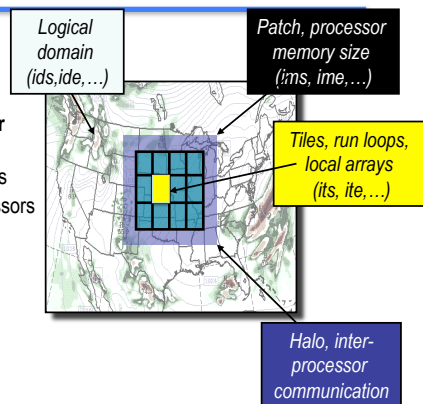 Logical
domain
(ids,ide,…)
Patch, processor
memory size
(ims, ime,…)
r
s
ssors
Tiles, run loops,
local arrays
(its, ite,…)
Halo, inter-
processor
communication